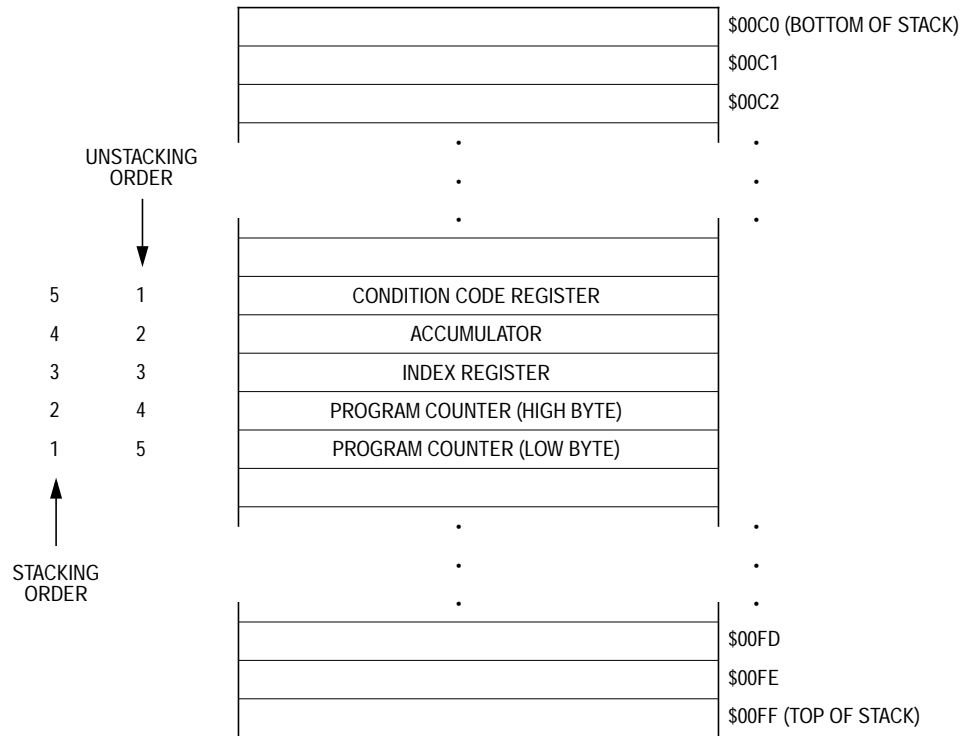 $00C0 (BOTTOM OF STACK)
$00C1
$00C2
UNSTACKING
ORDER
5 1 CONDITION CODE REGISTER
4 2 ACCUMULATOR
3 3 INDEX REGISTER
2 4 PROGRAM COUNTER (HIGH BYTE)
1 5 PROGRAM COUNTER (LOW BYTE)
STACKING
ORDER
$00FD
$00FE
$00FF (TOP OF STACK)